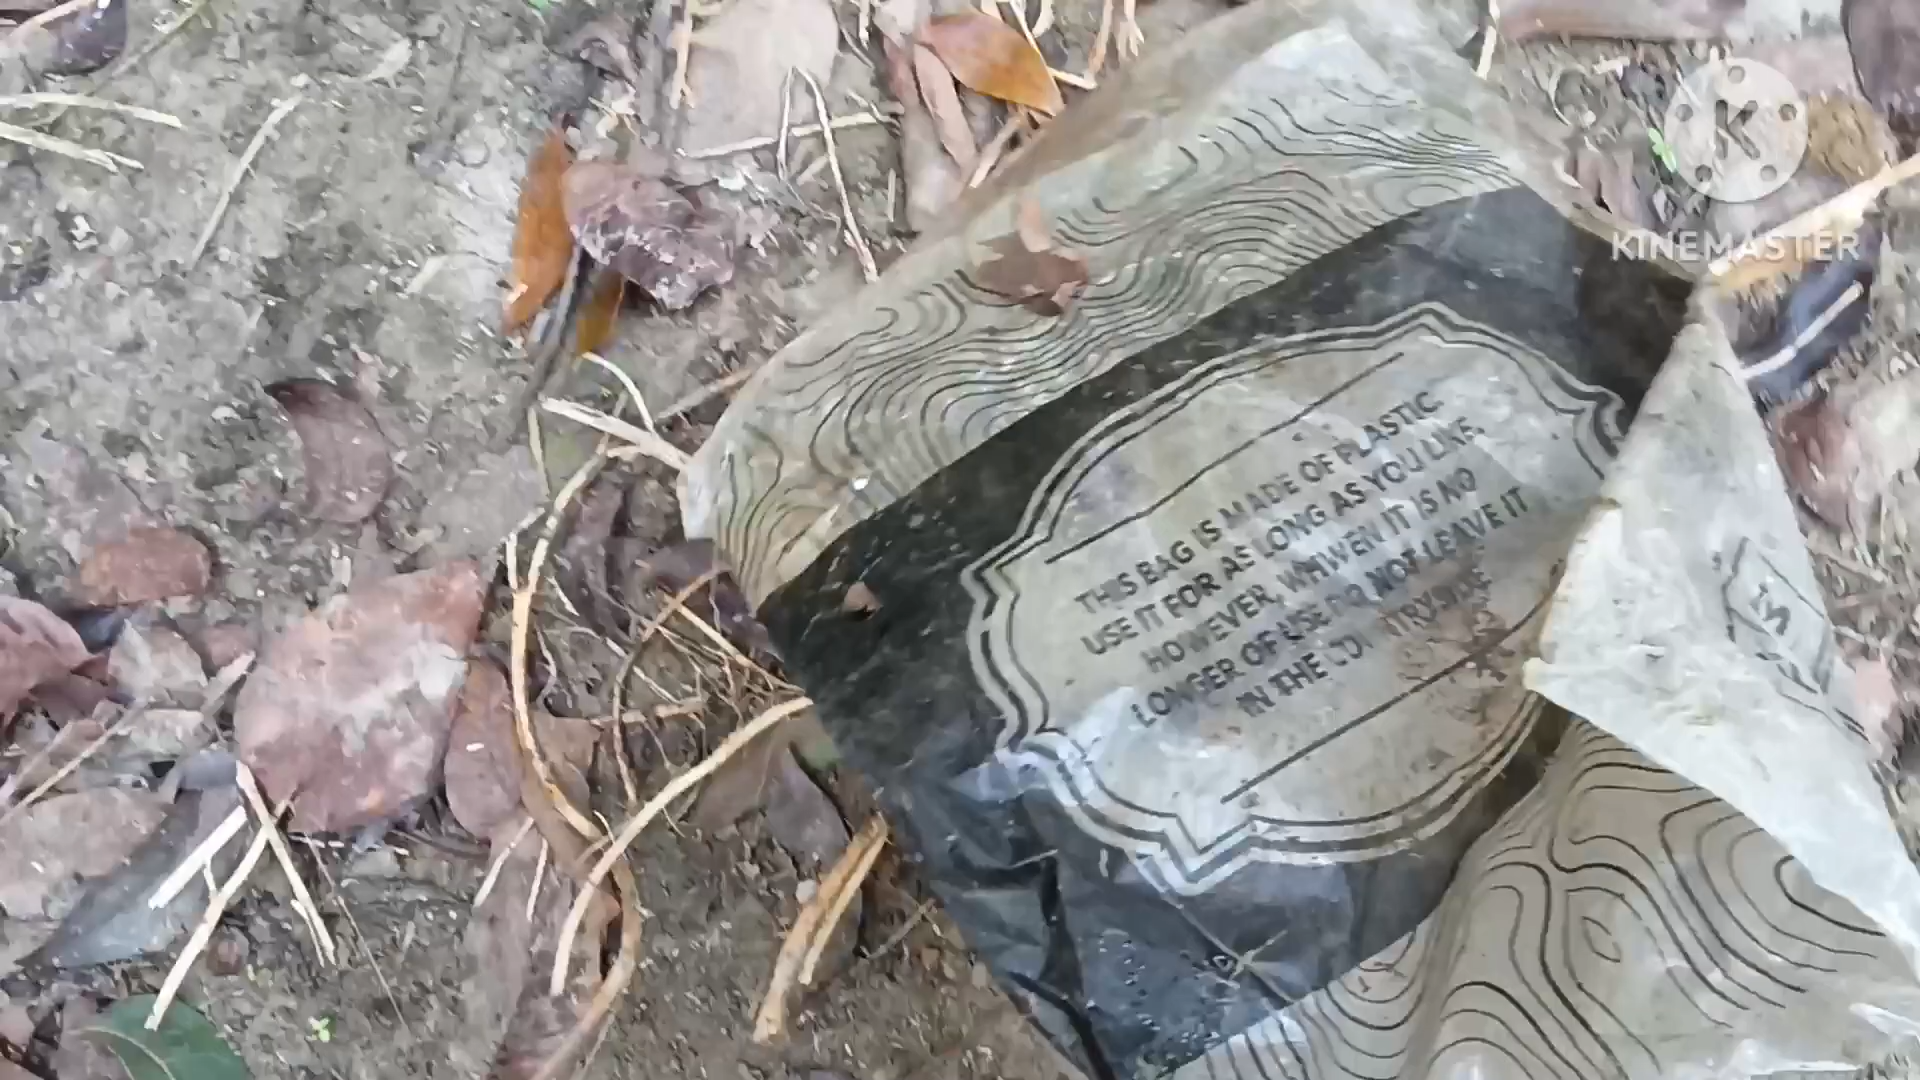 K
KINEMASTER
THIS BAG IS MADE OF PLASTIC.
USE IT FOR AS LONG AS YOU LIKE.
HOWEVER, WHWEN IT IS NO
LONGER OF USE DO NOT LEAVE IT
IN THE COUNTRYSIDE